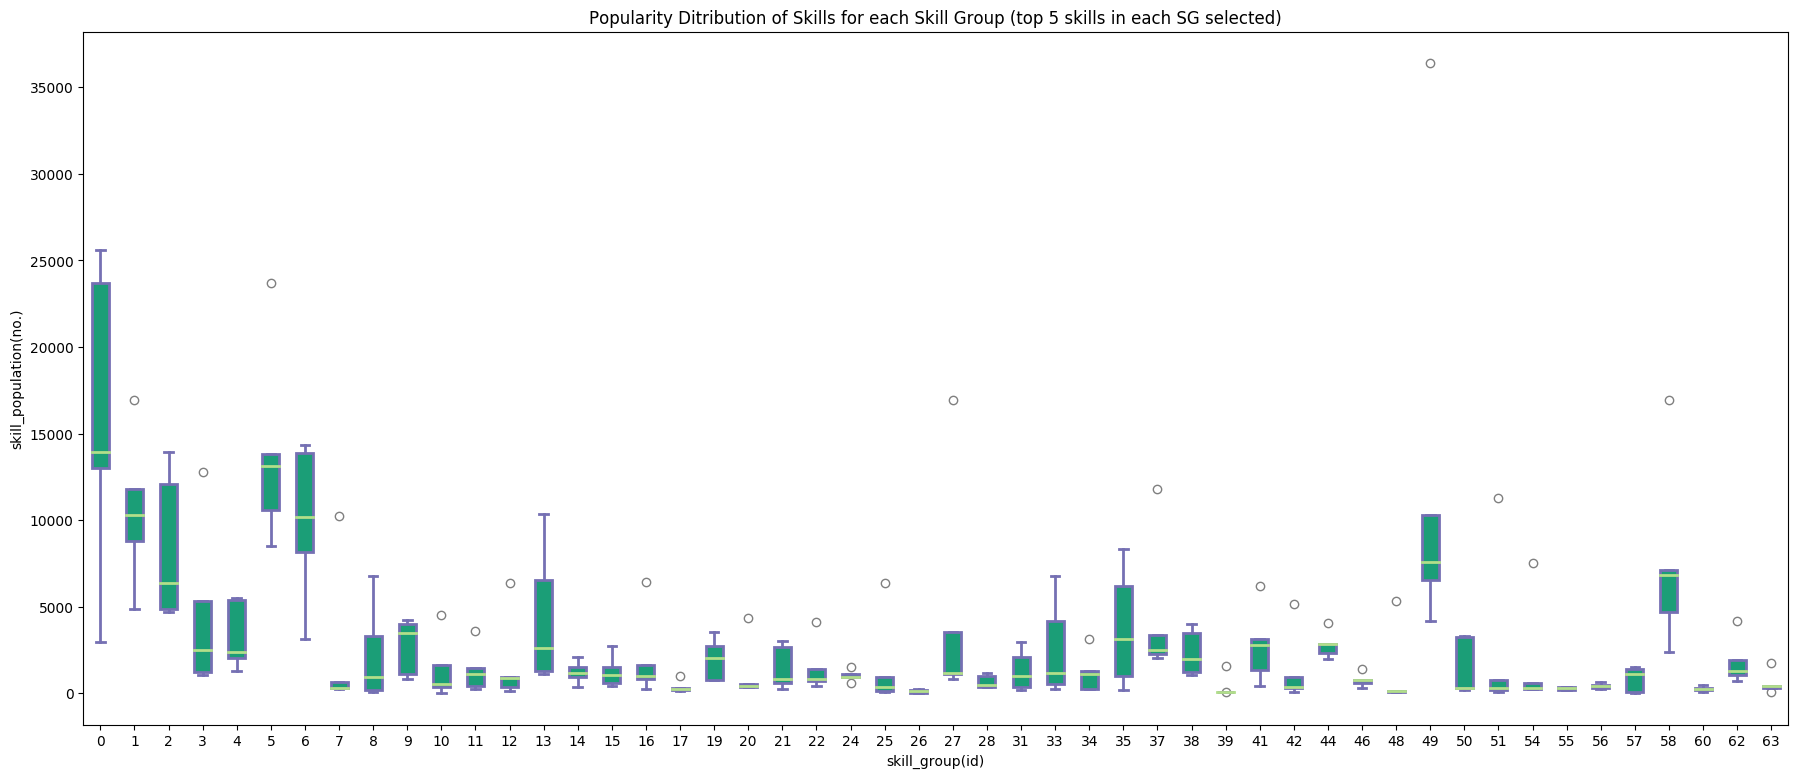 Popularity Ditribution of Skills for each Skill Group (top 5 skills in each SG selected)
35000
30000
25000
20000
15000
10000
5000
0
skill_population(no.)
0 1 2 3 4 5 6 7 8 9 10 11 12 13 14 15 16 17 19 20 21 22 24 25 26 27 28 31 33 34 35 37 38 39 41 42 44 46 48 49 50 51 54 55 56 57 58 60 62 63
skill_group(id)